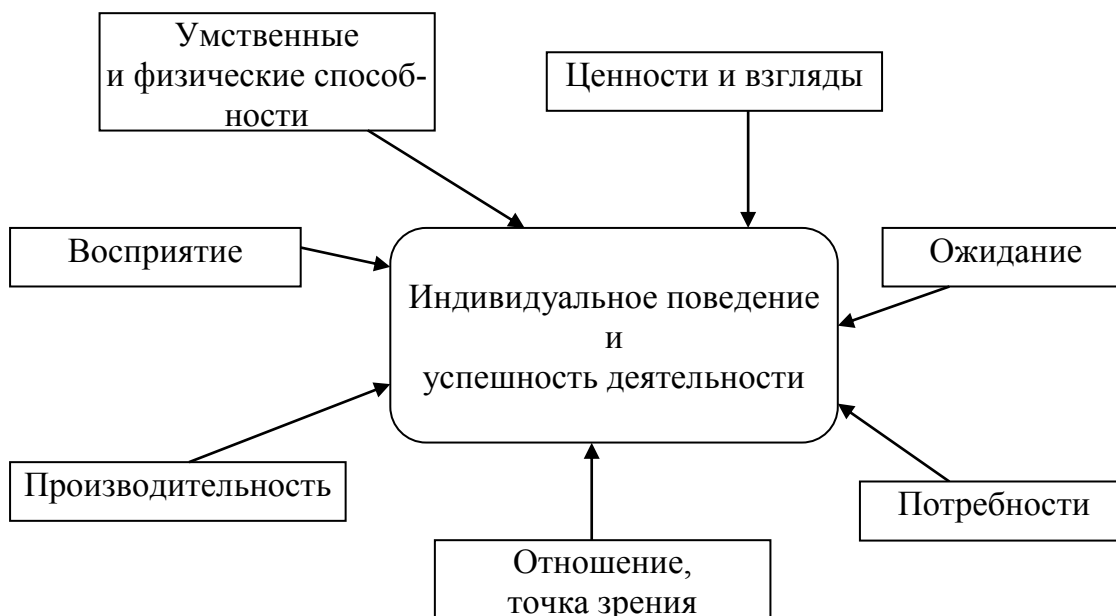 Умственные
и физические способ-
ности
Ценности и взгляды
Восприятие
Ожидание
Индивидуальное поведение
и
успешность деятельности
Производительность
Потребности
Отношение,
точка зрения